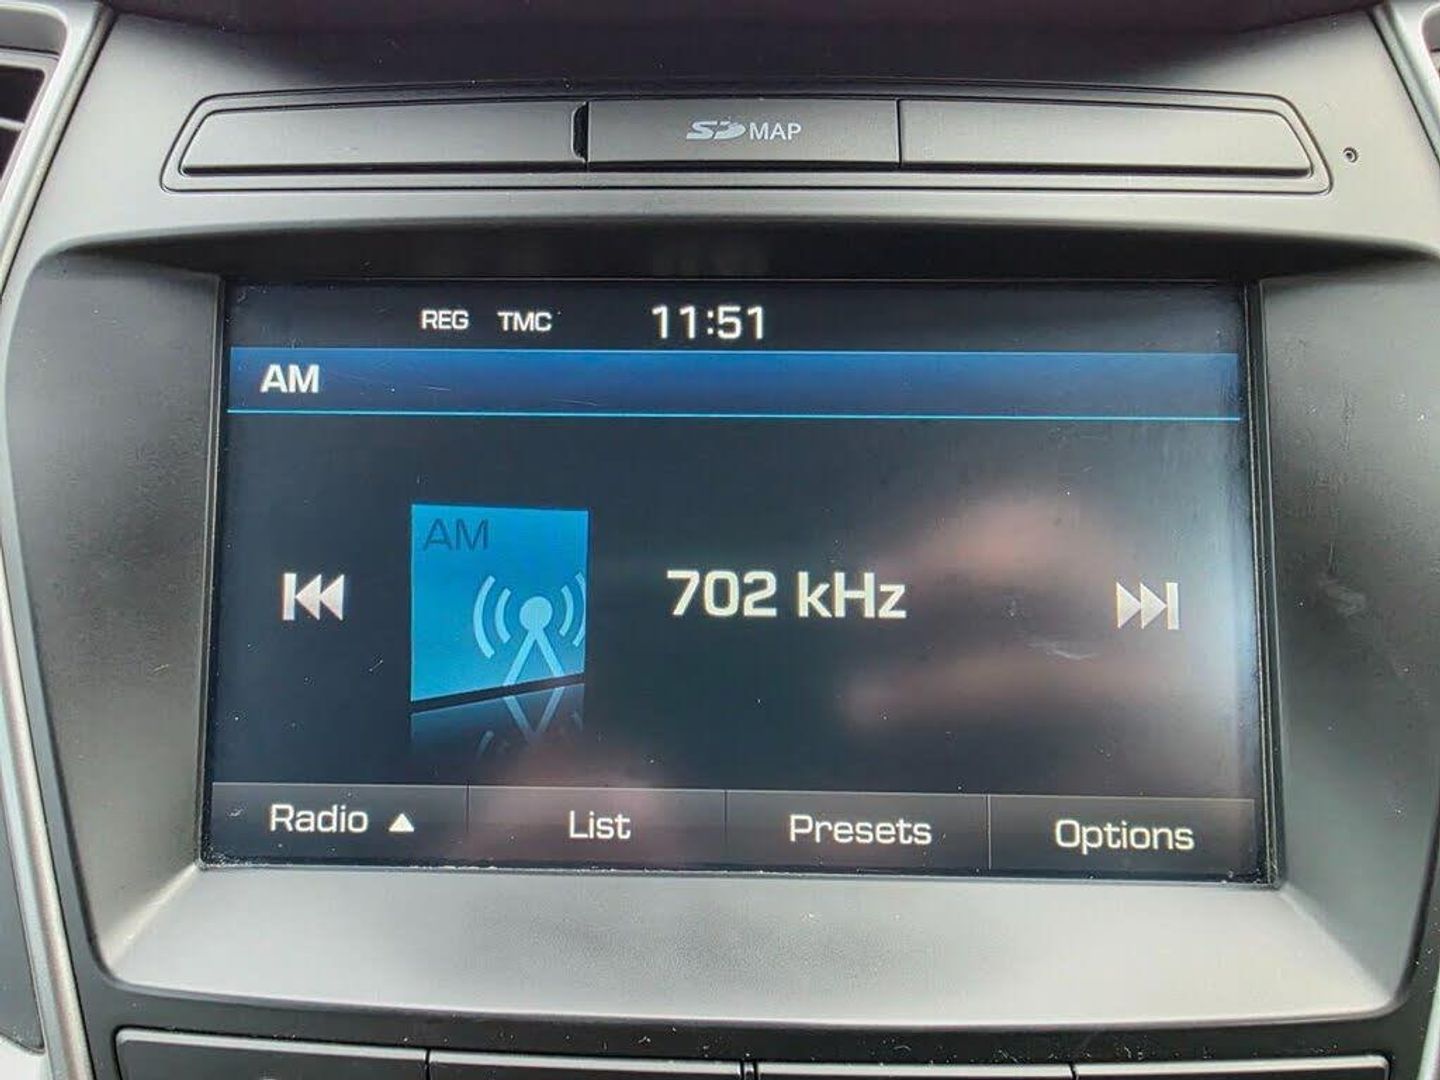 SD MAP
REG TMC 11:51
AM
AM
702 kHz
Radio ▲ List Presets Options